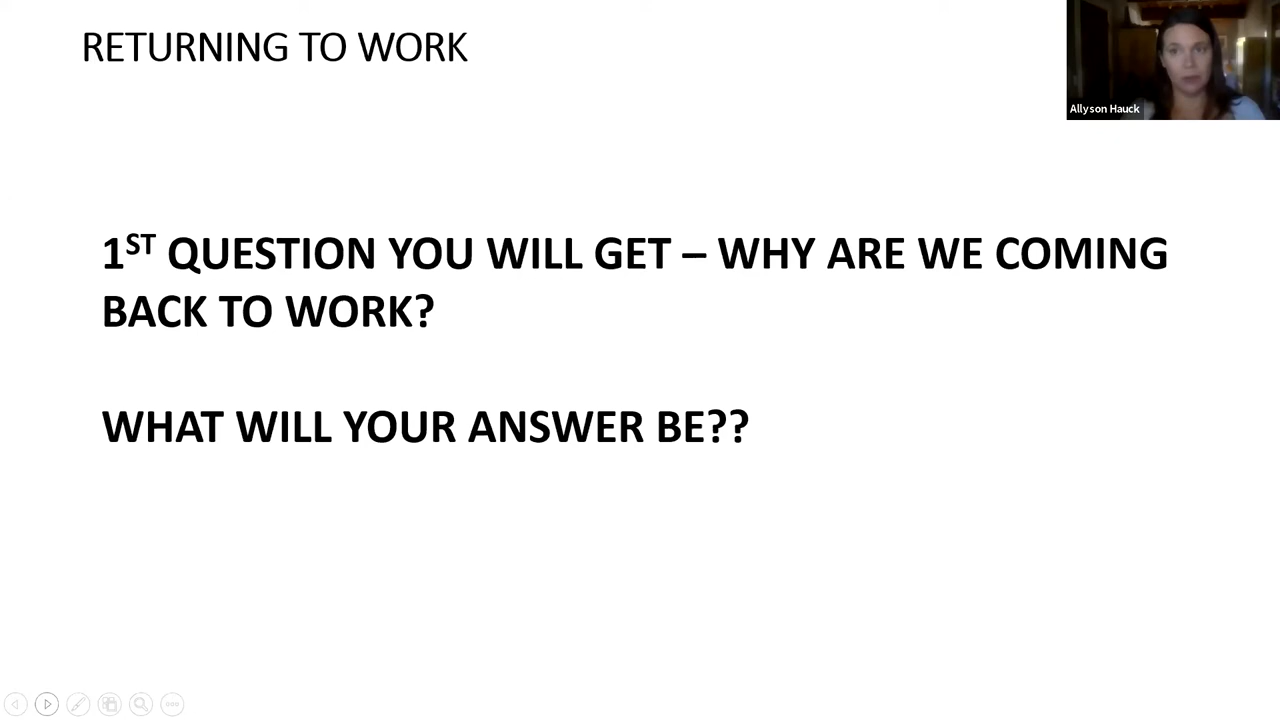 RETURNING TO WORK
Allyson Hauck
1ST QUESTION YOU WILL GET – WHY ARE WE COMING
BACK TO WORK?
WHAT WILL YOUR ANSWER BE??